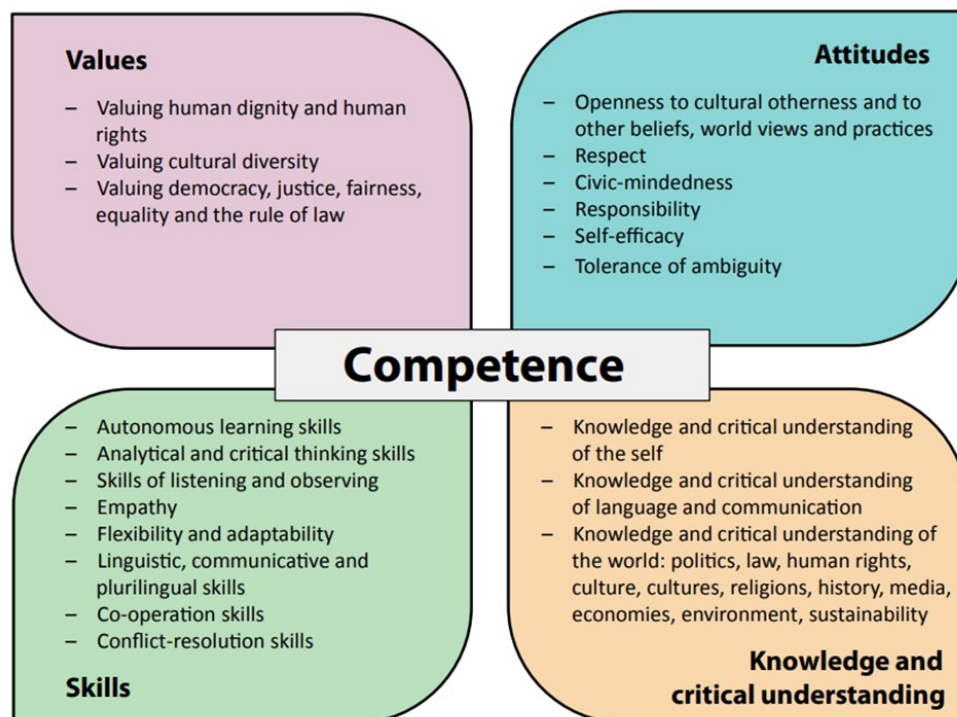 Values
– Valuing human dignity and human
rights
– Valuing cultural diversity
– Valuing democracy, justice, fairness,
equality and the rule of law
Attitudes
– Openness to cultural otherness and to
other beliefs, world views and practices
– Respect
– Civic-mindedness
– Responsibility
– Self-efficacy
– Tolerance of ambiguity
Competence
– Autonomous learning skills
– Analytical and critical thinking skills
– Skills of listening and observing
– Empathy
– Flexibility and adaptability
– Linguistic, communicative and
plurilingual skills
– Co-operation skills
– Conflict-resolution skills
Skills
– Knowledge and critical understanding
of the self
– Knowledge and critical understanding
of language and communication
– Knowledge and critical understanding of
the world: politics, law, human rights,
culture, cultures, religions, history, media,
economies, environment, sustainability
Knowledge and
critical understanding